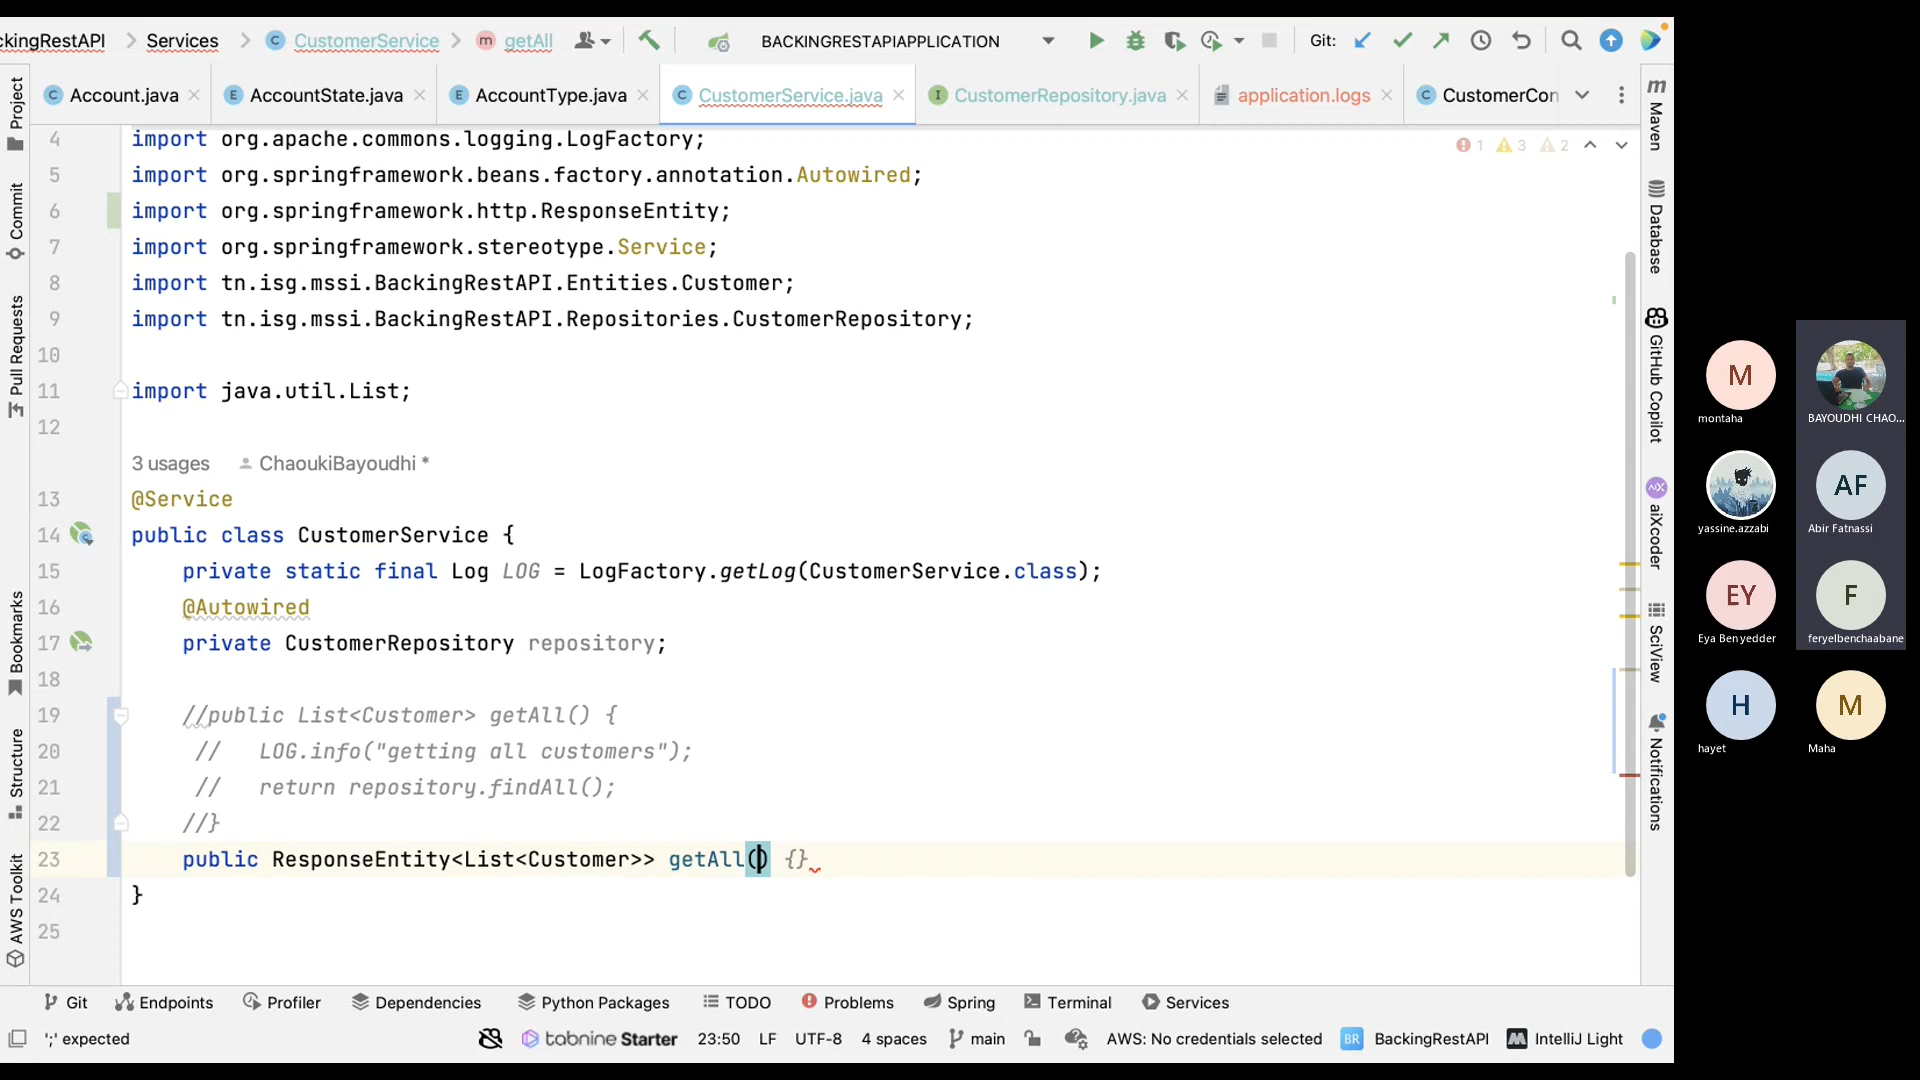 ckingRestAPI > Services > C CustomerService > m getAll BACKINGRESTAPIAPPLICATION Git:
C Account.java E AccountState.java E AccountType.java C CustomerService.java I CustomerRepository.java application.logs C CustomerCon
1 3 2
4 import org.apache.commons.logging.LogFactory;
5 import org.springframework.beans.factory.annotation.Autowired;
6 import org.springframework.http.ResponseEntity;
7 import org.springframework.stereotype.Service;
8 import tn.isg.mssi.BackingRestAPI.Entities.Customer;
9 import tn.isg.mssi.BackingRestAPI.Repositories.CustomerRepository;
10
11 import java.util.List;
12
3 usages ChaoukiBayoudhi *
13 @Service
14 public class CustomerService {
15 private static final Log LOG = LogFactory.getLog(CustomerService.class);
16 @Autowired
17 private CustomerRepository repository;
18
19 //public List<Customer> getAll() {
20 // LOG.info("getting all customers");
21 // return repository.findAll();
22 //}
23 public ResponseEntity<List<Customer>> getAll() {}
24 }
25
Project
Commit
Pull Requests
Bookmarks
Structure
AWS Toolkit
m Maven
Database
GitHub Copilot
aiXcoder
SciView
Notifications
Git Endpoints Profiler Dependencies Python Packages TODO Problems Spring Terminal Services
';' expected tabnine Starter 23:50 LF UTF-8 4 spaces main AWS: No credentials selected BR BackingRestAPI IntelliJ Light
M
montaha BAYOUDHI CHAO...
AF
yassine.azzabi Abir Fatnassi
EY F
Eya Ben yedder feryelbenchaabane
H M
hayet Maha